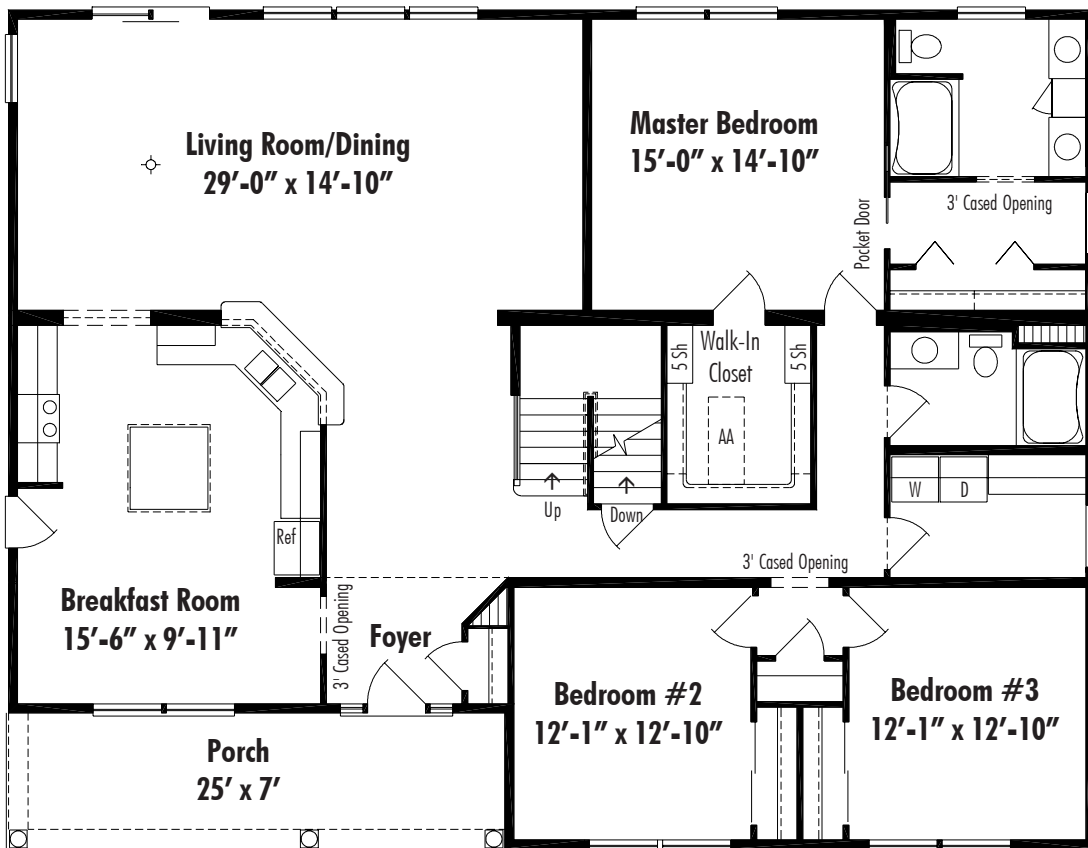 Living Room/Dining
29’-0” x 14’-10”
Master Bedroom
15’-0” x 14’-10”
3' Cased Opening
Pocket Door
5 Sh
Walk-In
Closet
5 Sh
AA
W
D
Up
Down
Ref
3' Cased Opening
Breakfast Room
15’-6” x 9’-11”
3' Cased Opening
Foyer
Bedroom #2
12’-1” x 12’-10”
Bedroom #3
12’-1” x 12’-10”
Porch
25’ x 7’